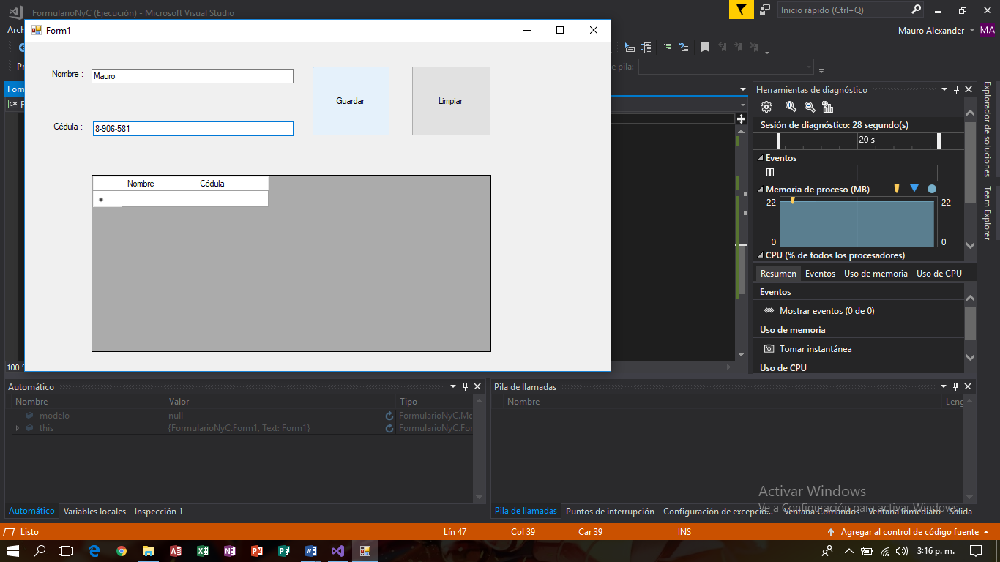 FormularioNyC (Ejecución) - Microsoft Visual Studio
Inicio rápido (Ctrl+Q)
Form1
Arch
Mauro Alexander
MA
Nombre :
Mauro
Guardar
Limpiar
Cédula :
8-906-581
Nombre
Cédula
Pr
e pila:
Form
C#
F
100 %
Herramientas de diagnóstico
Sesión de diagnóstico: 28 segundo(s)
20 s
Eventos
Memoria de proceso (MB)
22
22
0
0
CPU (% de todos los procesadores)
Resumen
Eventos
Uso de memoria
Uso de CPU
Eventos
Mostrar eventos (0 de 0)
Uso de memoria
Tomar instantánea
Uso de CPU
Explorador de soluciones
Team Explorer
Automático
Nombre
Valor
Tipo
modelo
null
FormularioNyC.Mo
this
{FormularioNyC.Form1, Text: Form1}
FormularioNyC.For
Automático
Variables locales
Inspección 1
Pila de llamadas
Nombre
Leng
Activar Windows
Ve a Configuración para activar Windows.
Pila de llamadas
Puntos de interrupción
Configuración de excepcio...
Ventana Comandos
Ventana Inmediato
Salida
Listo
Lín 47
Col 39
Car 39
INS
Agregar al control de código fuente
3:16 p. m.